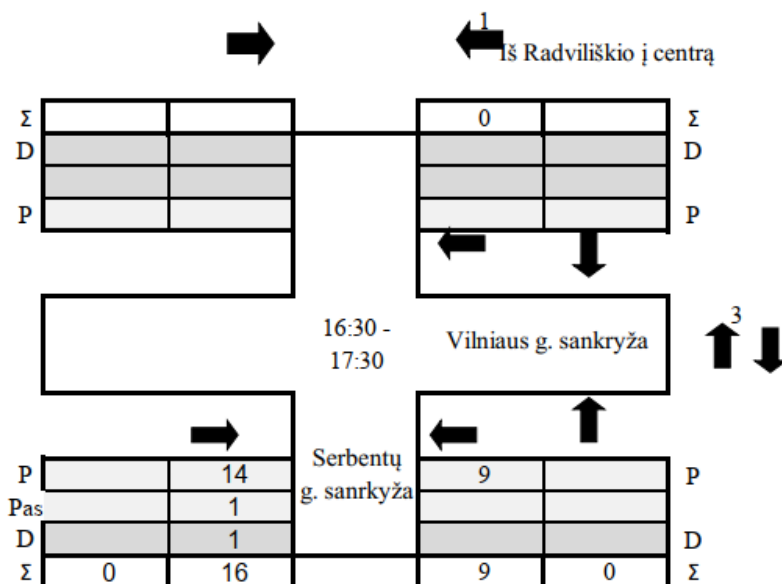 1
Iš Radviliškio į centrą
Σ 0 Σ
D D
P P
16:30 -
17:30
Vilniaus g. sankryža
3
Serbentų
g. sanrkyža
P 14 9 P
Pas 1
D 1 D
Σ 0 16 9 0 Σ